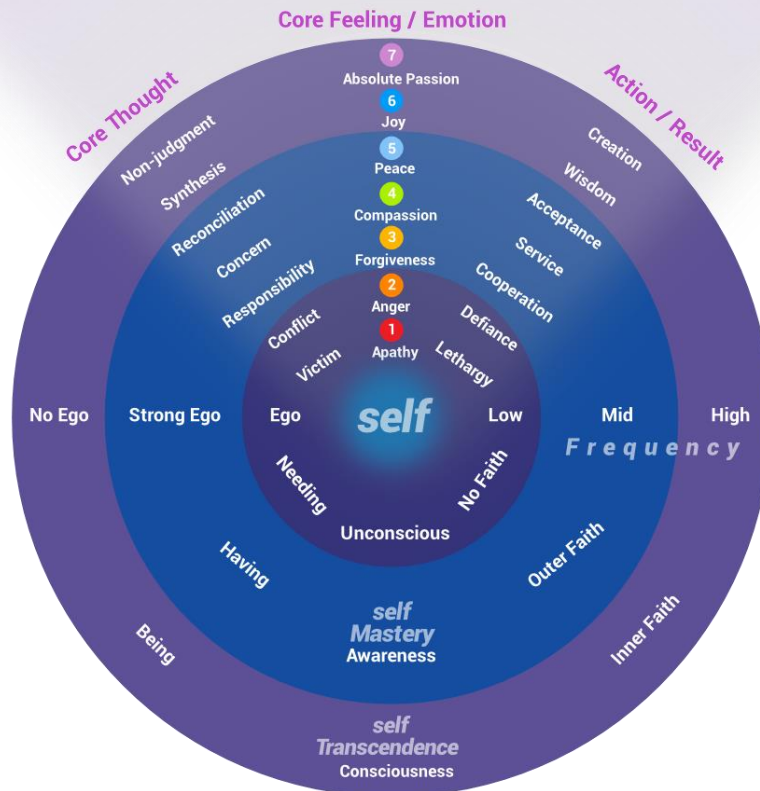 Core Feeling / Emotion
Core Thought
Action / Result
7
Absolute Passion
Non-judgment
Creation
6
Joy
Synthesis
Wisdom
5
Peace
Reconciliation
Acceptance
4
Compassion
Concern
Service
3
Forgiveness
Responsibility
Cooperation
2
Anger
Conflict
Defiance
1
Apathy
Victim
Lethargy
No Ego
Strong Ego
Ego
self
Low
Mid
High
Frequency
Needing
No Faith
Unconscious
Having
Outer Faith
self
Mastery
Awareness
Being
Inner Faith
self
Transcendence
Consciousness